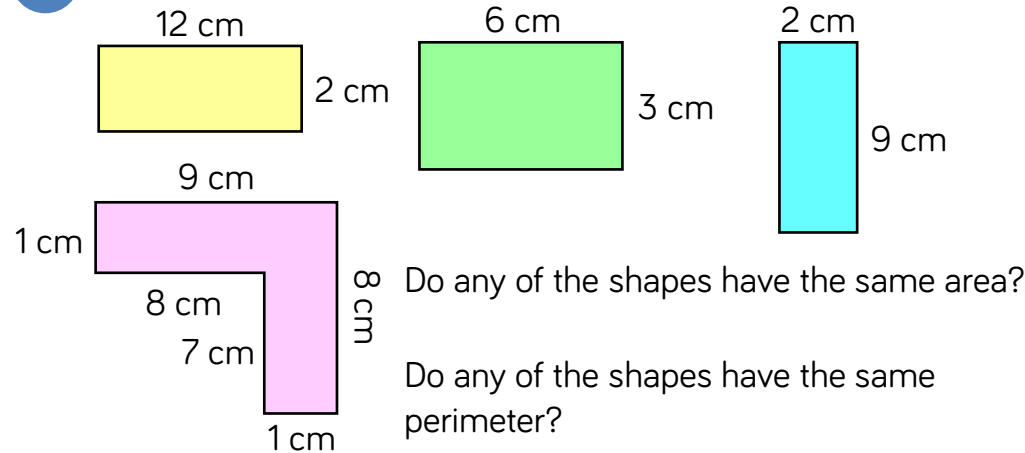 12 cm
2 cm
6 cm
3 cm
2 cm
9 cm
9 cm
1 cm
8 cm
7 cm
8 cm
1 cm
Do any of the shapes have the same area?
Do any of the shapes have the same
perimeter?